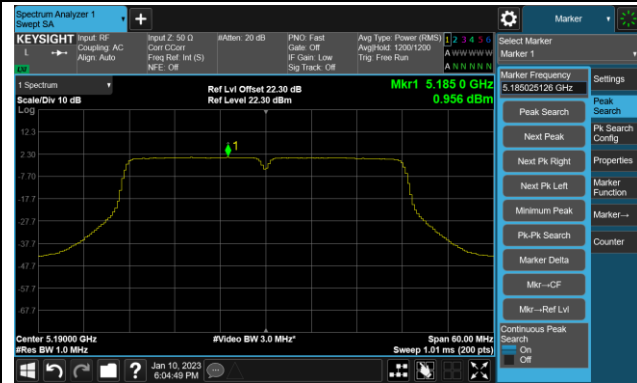 Spectrum Analyzer 1
Swept SA
+
Marker
KEYSIGHT
L
LNI
Input: RF
Coupling: AC
Align: Auto
Input Z: 50 Ω
Corr CCorr
Freq Ref: Int (S)
NFE: Off
#Atten: 20 dB
PNO: Fast
Gate: Off
IF Gain: Low
Sig Track: Off
Avg Type: Power (RMS)
Avg|Hold: 1200/1200
Trig: Free Run
1 2 3 4 5 6
A W W W W W
A N N N N N
Select Marker
Marker 1
1 Spectrum
Scale/Div 10 dB
Log
Ref Lvl Offset 22.30 dB
Ref Level 22.30 dBm
Mkr1 5.185 0 GHz
0.956 dBm
12.3
2.30
-7.70
-17.7
-27.7
-37.7
-47.7
-57.7
-67.7
1
Center 5.19000 GHz
#Res BW 1.0 MHz
#Video BW 3.0 MHz*
Span 60.00 MHz
Sweep 1.01 ms (200 pts)
Marker Frequency
5.185025126 GHz
Peak Search
Next Peak
Next Pk Right
Next Pk Left
Minimum Peak
Pk-Pk Search
Marker Delta
Mkr→CF
Mkr→Ref Lvl
Continuous Peak
Search
On
Off
Settings
Peak
Search
Pk Search
Config
Properties
Marker
Function
Marker→
Counter
?
Jan 10, 2023
6:04:49 PM